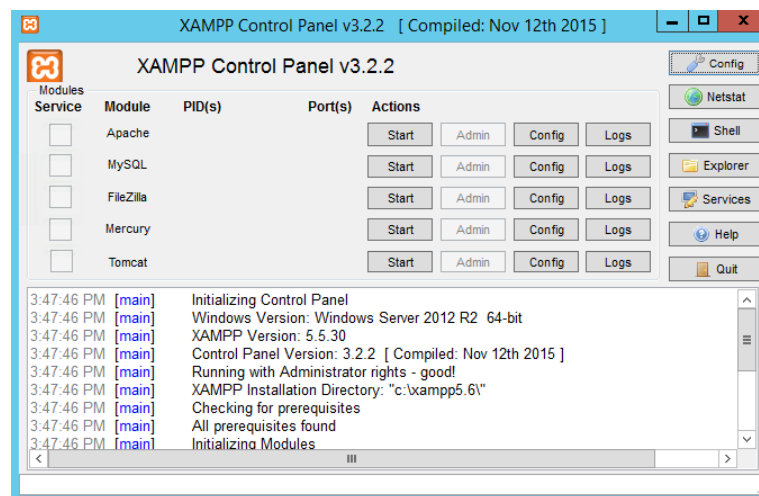 XAMPP Control Panel v3.2.2 [ Compiled: Nov 12th 2015 ]
XAMPP Control Panel v3.2.2
Config
Modules
Service Module PID(s) Port(s) Actions
Netstat
Apache Start Admin Config Logs
Shell
MySQL Start Admin Config Logs
Explorer
FileZilla Start Admin Config Logs
Services
Mercury Start Admin Config Logs
Help
Tomcat Start Admin Config Logs
Quit
3:47:46 PM [main] Initializing Control Panel
3:47:46 PM [main] Windows Version: Windows Server 2012 R2 64-bit
3:47:46 PM [main] XAMPP Version: 5.5.30
3:47:46 PM [main] Control Panel Version: 3.2.2 [ Compiled: Nov 12th 2015 ]
3:47:46 PM [main] Running with Administrator rights - good!
3:47:46 PM [main] XAMPP Installation Directory: "c:\xampp5.6\"
3:47:46 PM [main] Checking for prerequisites
3:47:46 PM [main] All prerequisites found
3:47:46 PM [main] Initializing Modules